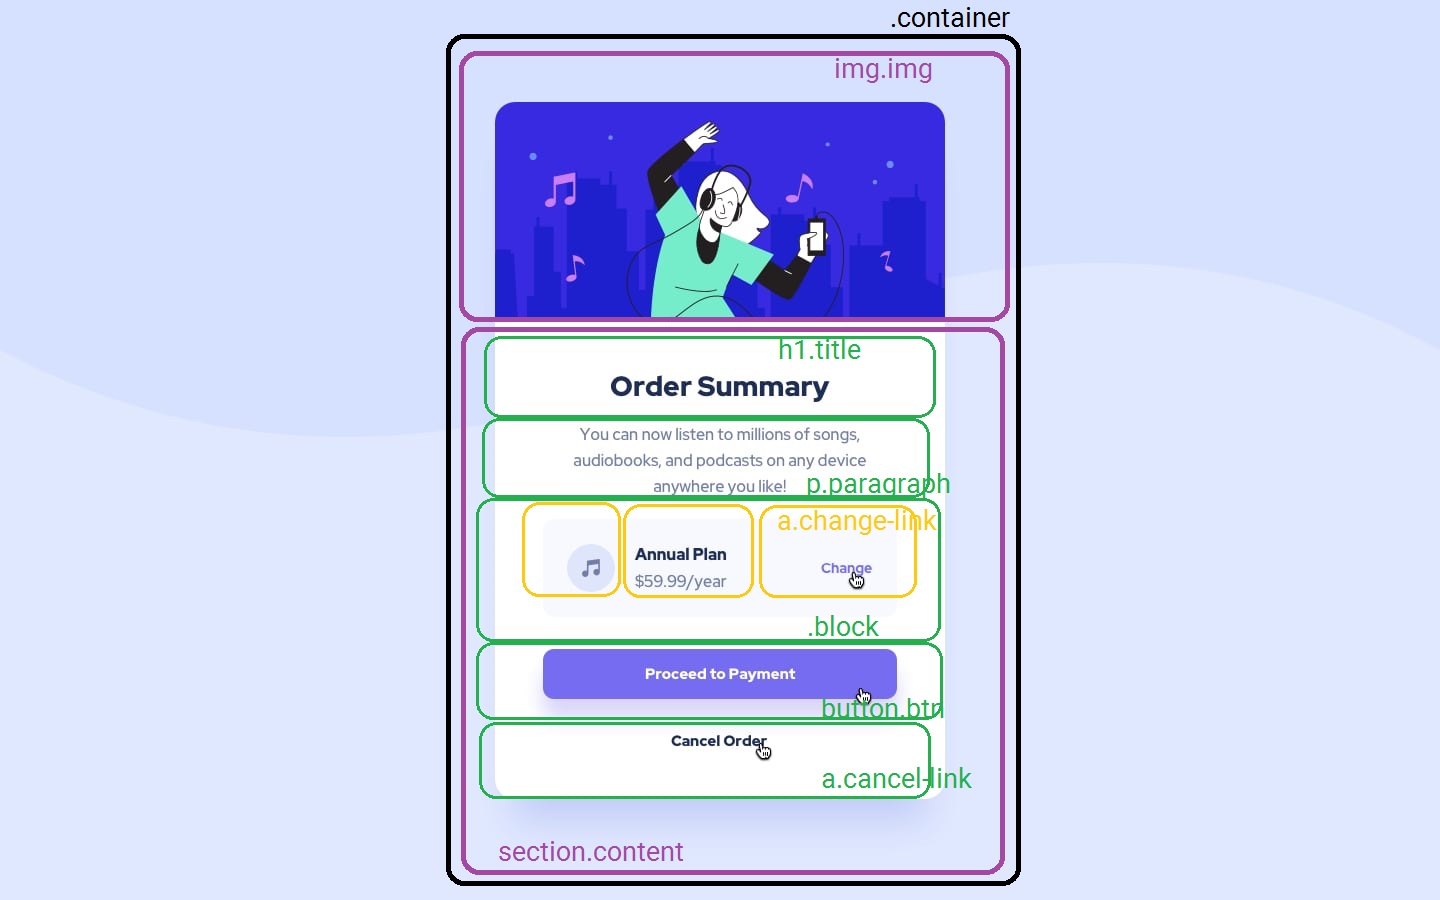 .container
img.img
h1.title
Order Summary
You can now listen to millions of songs,
audiobooks, and podcasts on any device
anywhere you like!
p.paragraph
a.change-link
Annual Plan
$59.99/year
Change
.block
Proceed to Payment
button.btn
Cancel Order
a.cancel-link
section.content